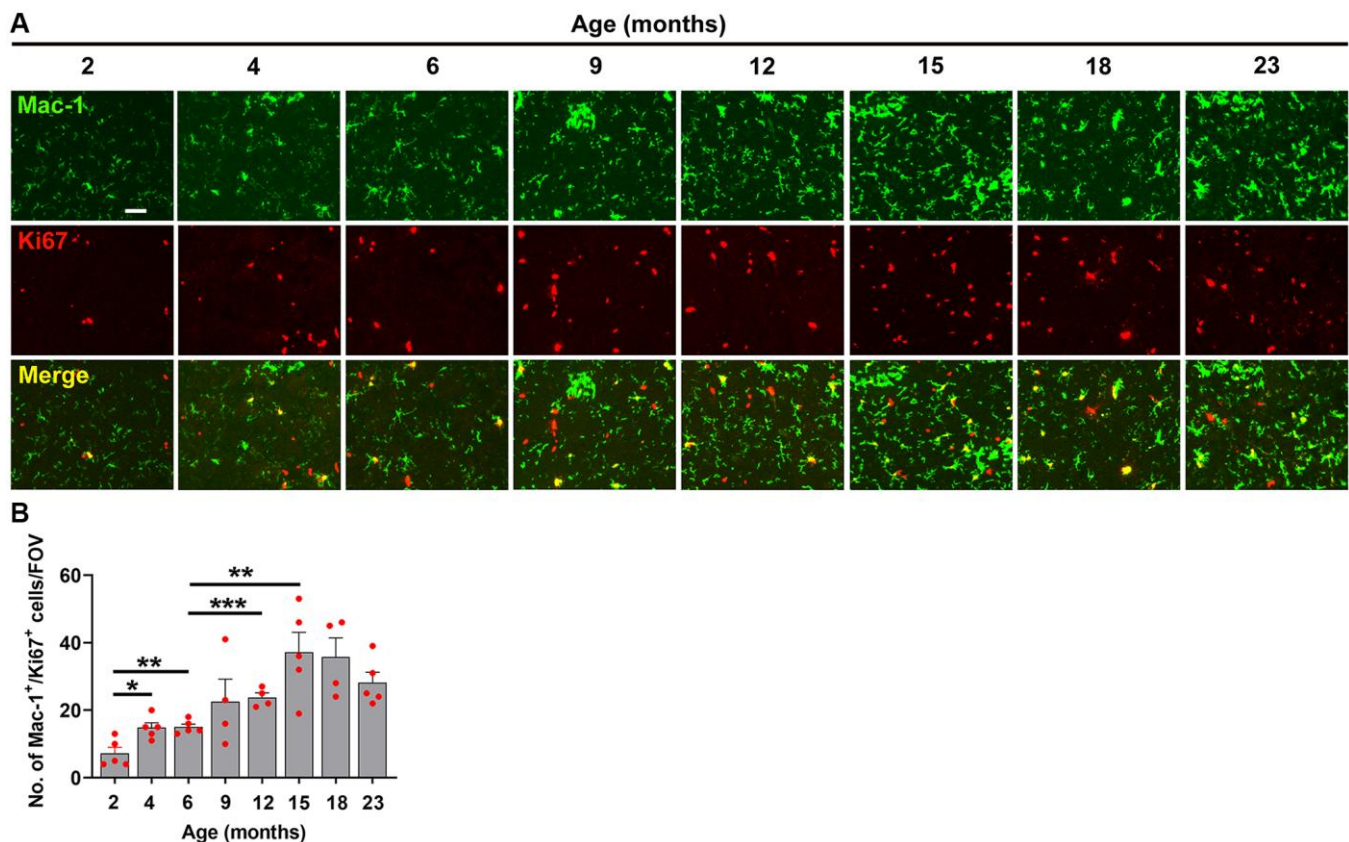 A
Age (months)
2 4 6 9 12 15 18 23
Mac-1
Ki67
Merge
B
No. of Mac-1⁺/Ki67⁺ cells/FOV
60
40
20
0
**
***
**
*
2 4 6 9 12 15 18 23
Age (months)